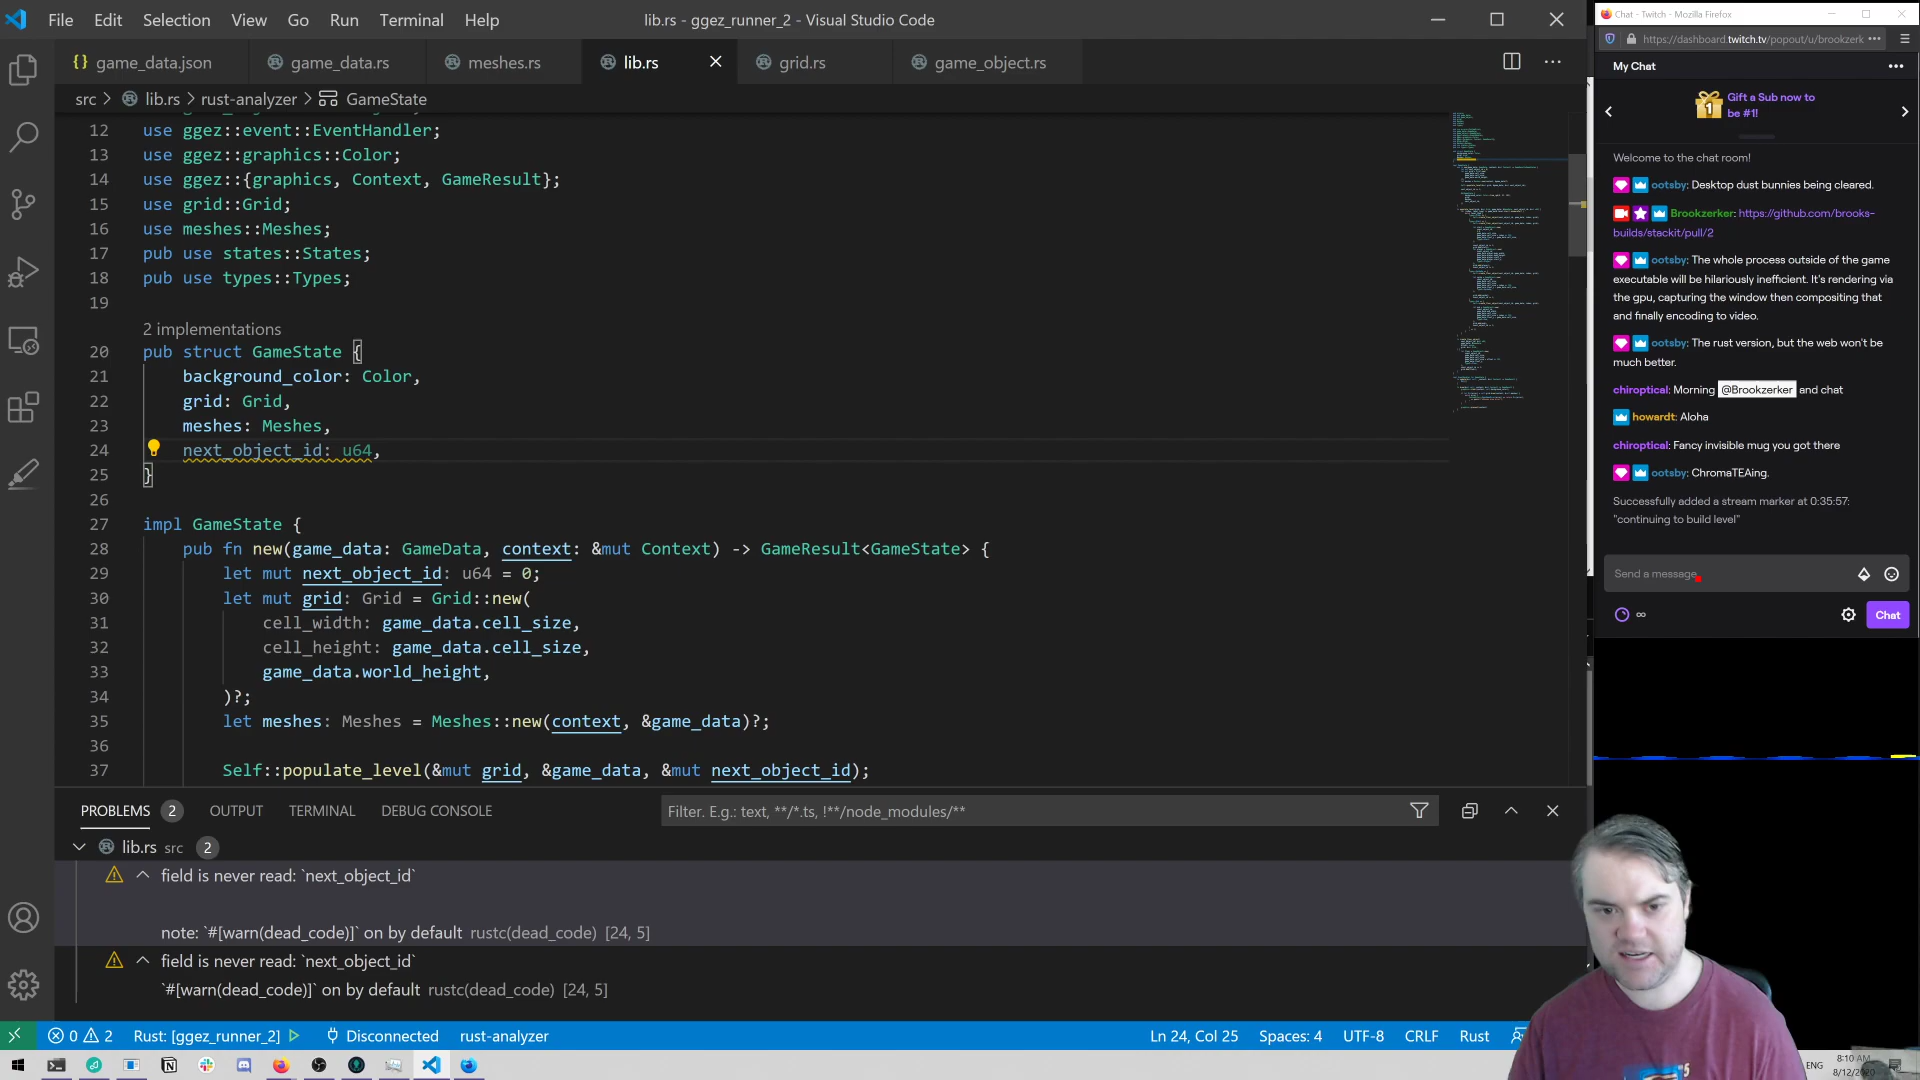 File Edit Selection View Go Run Terminal Help
lib.rs - ggez_runner_2 - Visual Studio Code
{} game_data.json
game_data.rs
meshes.rs
lib.rs
grid.rs
game_object.rs
src > lib.rs > rust-analyzer > GameState
12 use ggez::event::EventHandler;
13 use ggez::graphics::Color;
14 use ggez::{graphics, Context, GameResult};
15 use grid::Grid;
16 use meshes::Meshes;
17 pub use states::States;
18 pub use types::Types;
19
2 implementations
20 pub struct GameState {
21 background_color: Color,
22 grid: Grid,
23 meshes: Meshes,
24 next_object_id: u64,
25 }
26
27 impl GameState {
28 pub fn new(game_data: GameData, context: &mut Context) -> GameResult<GameState> {
29 let mut next_object_id: u64 = 0;
30 let mut grid: Grid = Grid::new(
31 cell_width: game_data.cell_size,
32 cell_height: game_data.cell_size,
33 game_data.world_height,
34 )?;
35 let meshes: Meshes = Meshes::new(context, &game_data)?;
36
37 Self::populate_level(&mut grid, &game_data, &mut next_object_id);
PROBLEMS 2 OUTPUT TERMINAL DEBUG CONSOLE
Filter. E.g.: text, **/*.ts, !**/node_modules/**
lib.rs src 2
field is never read: `next_object_id`
note: `#[warn(dead_code)]` on by default rustc(dead_code) [24, 5]
field is never read: `next_object_id`
`#[warn(dead_code)]` on by default rustc(dead_code) [24, 5]
0 2 Rust: [ggez_runner_2] Disconnected rust-analyzer
Ln 24, Col 25 Spaces: 4 UTF-8 CRLF Rust
Chat - Twitch - Mozilla Firefox
https://dashboard.twitch.tv/popout/u/brookzerk
My Chat
1
Gift a Sub now to
be #1!
Welcome to the chat room!
ootsby: Desktop dust bunnies being cleared.
Brookzerker: https://github.com/brooks-
builds/stackit/pull/2
ootsby: The whole process outside of the game
executable will be hilariously inefficient. It's rendering via
the gpu, capturing the window then compositing that
and finally encoding to video.
ootsby: The rust version, but the web won't be
much better.
chiroptical: Morning @Brookzerker and chat
howardt: Aloha
chiroptical: Fancy invisible mug you got there
ootsby: ChromaTEAing.
Successfully added a stream marker at 0:35:57:
"continuing to build level"
Send a message
∞
Chat
ENG
8:10 AM
8/12/2020